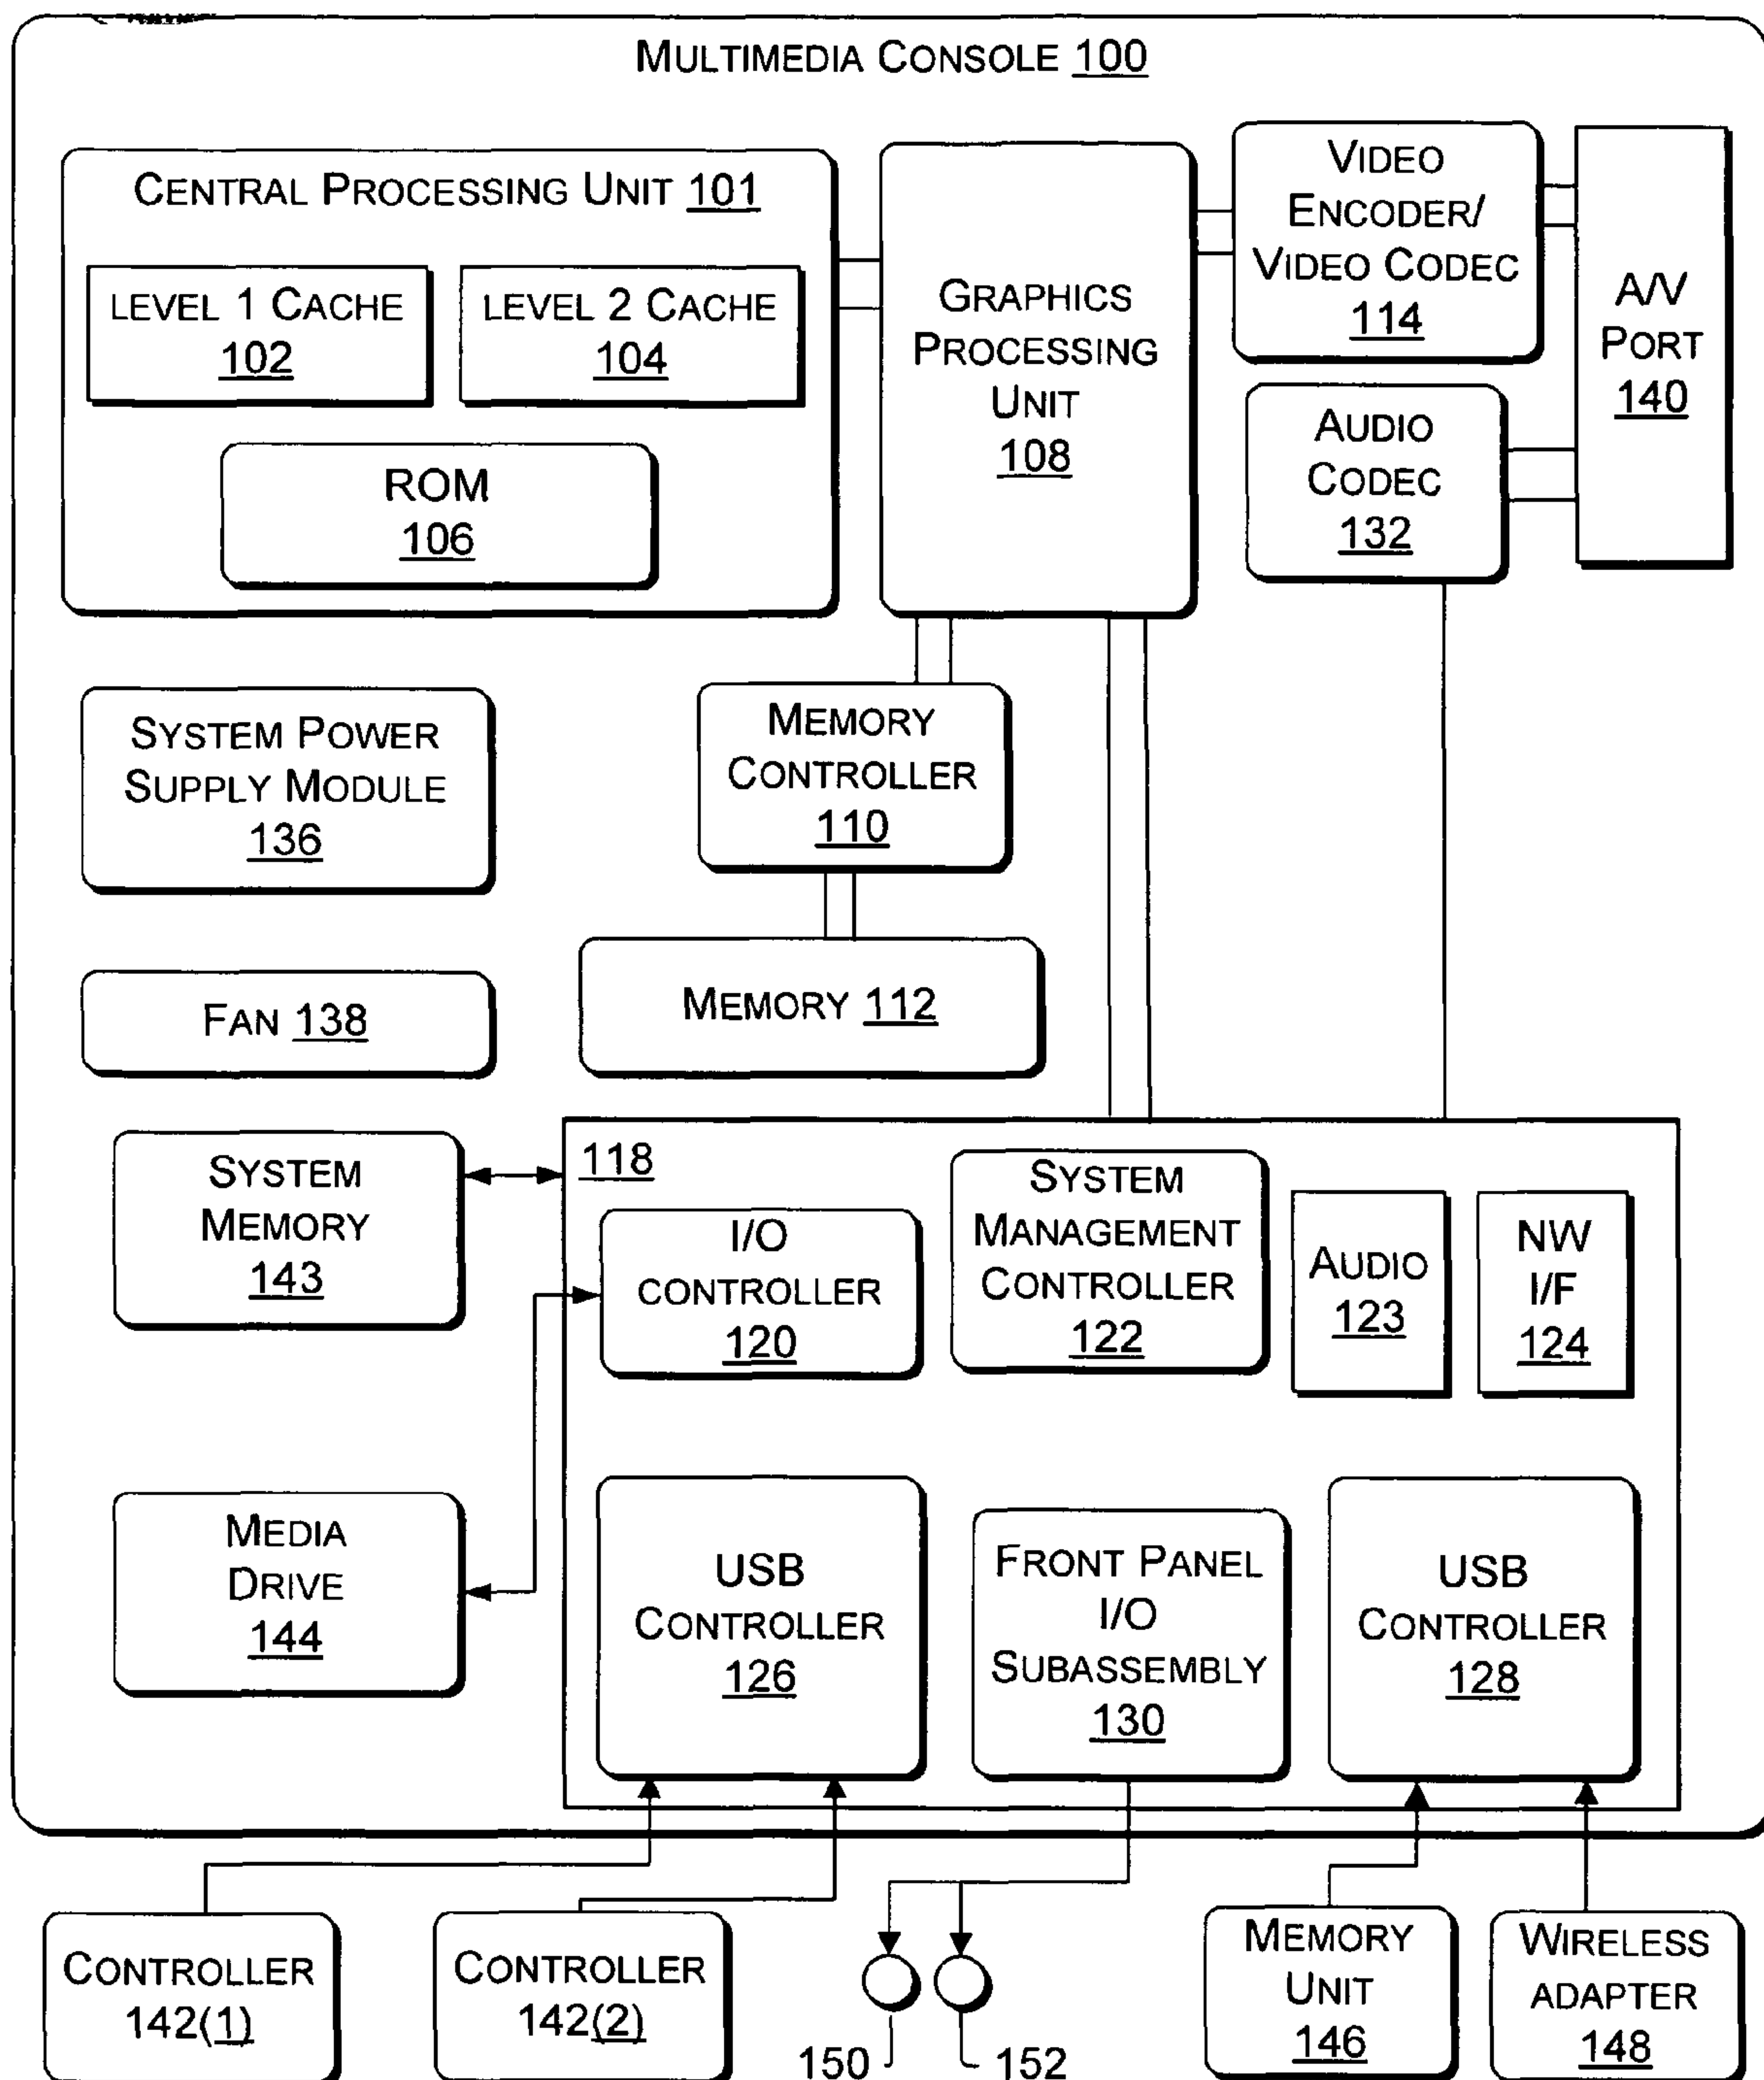 MULTIMEDIA CONSOLE 100
CENTRAL PROCESSING UNIT 101
LEVEL 1 CACHE
102
LEVEL 2 CACHE
104
ROM
106
GRAPHICS
PROCESSING
UNIT
108
VIDEO
ENCODER/
VIDEO CODEC
114
A/V
PORT
140
AUDIO
CODEC
132
SYSTEM POWER
SUPPLY MODULE
136
MEMORY
CONTROLLER
110
FAN 138
MEMORY 112
SYSTEM
MEMORY
143
118
I/O
CONTROLLER
120
SYSTEM
MANAGEMENT
CONTROLLER
122
AUDIO
123
NW
I/F
124
MEDIA
DRIVE
144
USB
CONTROLLER
126
FRONT PANEL
I/O
SUBASSEMBLY
130
USB
CONTROLLER
128
CONTROLLER
142(1)
CONTROLLER
142(2)
150
152
MEMORY
UNIT
146
WIRELESS
ADAPTER
148